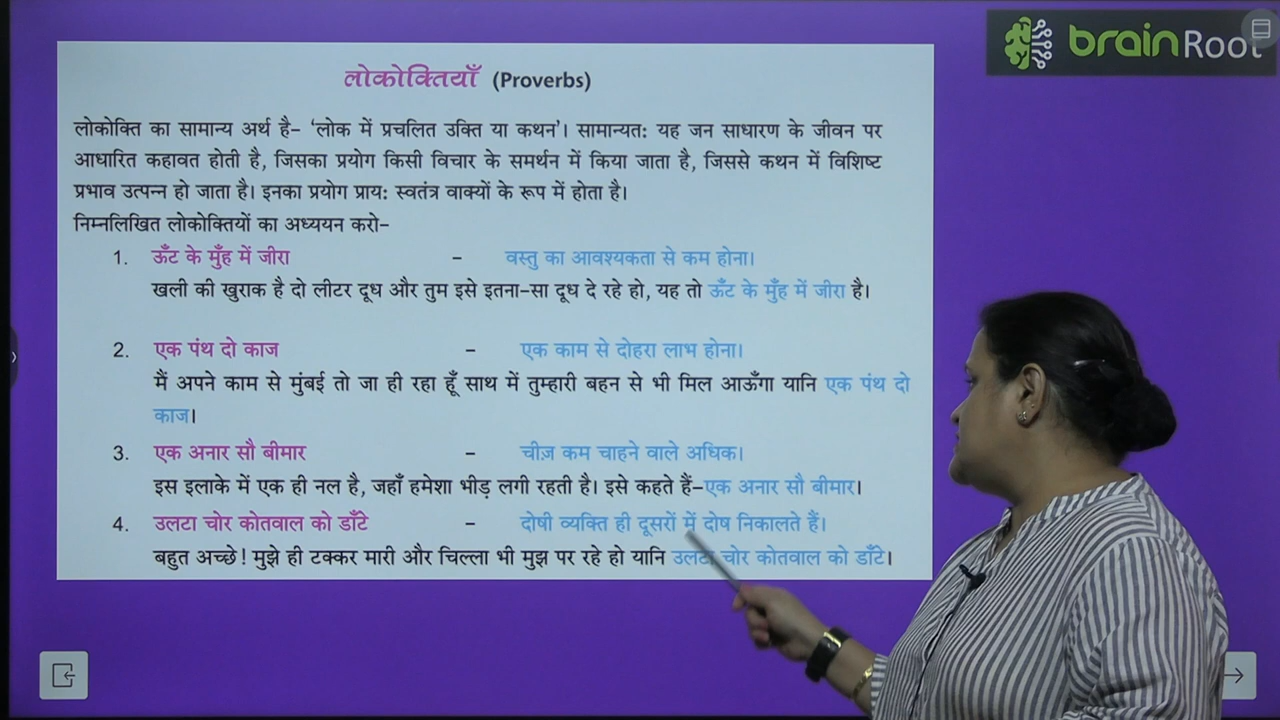 brainRoot
लोकोक्तियाँ (Proverbs)
लोकोक्ति का सामान्य अर्थ है– 'लोक में प्रचलित उक्ति या कथन'। सामान्यत: यह जन साधारण के जीवन पर
आधारित कहावत होती है, जिसका प्रयोग किसी विचार के समर्थन में किया जाता है, जिससे कथन में विशिष्ट
प्रभाव उत्पन्न हो जाता है। इनका प्रयोग प्राय: स्वतंत्र वाक्यों के रूप में होता है।
निम्नलिखित लोकोक्तियों का अध्ययन करो–
1. ऊँट के मुँह में जीरा – वस्तु का आवश्यकता से कम होना।
खली की खुराक है दो लीटर दूध और तुम इसे इतना–सा दूध दे रहे हो, यह तो ऊँट के मुँह में जीरा है।
2. एक पंथ दो काज – एक काम से दोहरा लाभ होना।
मैं अपने काम से मुंबई तो जा ही रहा हूँ साथ में तुम्हारी बहन से भी मिल आऊँगा यानि एक पंथ दो
काज।
3. एक अनार सौ बीमार – चीज़ कम चाहने वाले अधिक।
इस इलाके में एक ही नल है, जहाँ हमेशा भीड़ लगी रहती है। इसे कहते हैं–एक अनार सौ बीमार।
4. उलटा चोर कोतवाल को डाँटे – दोषी व्यक्ति ही दूसरों में दोष निकालते हैं।
बहुत अच्छे! मुझे ही टक्कर मारी और चिल्ला भी मुझ पर रहे हो यानि उलटा चोर कोतवाल को डाँटे।